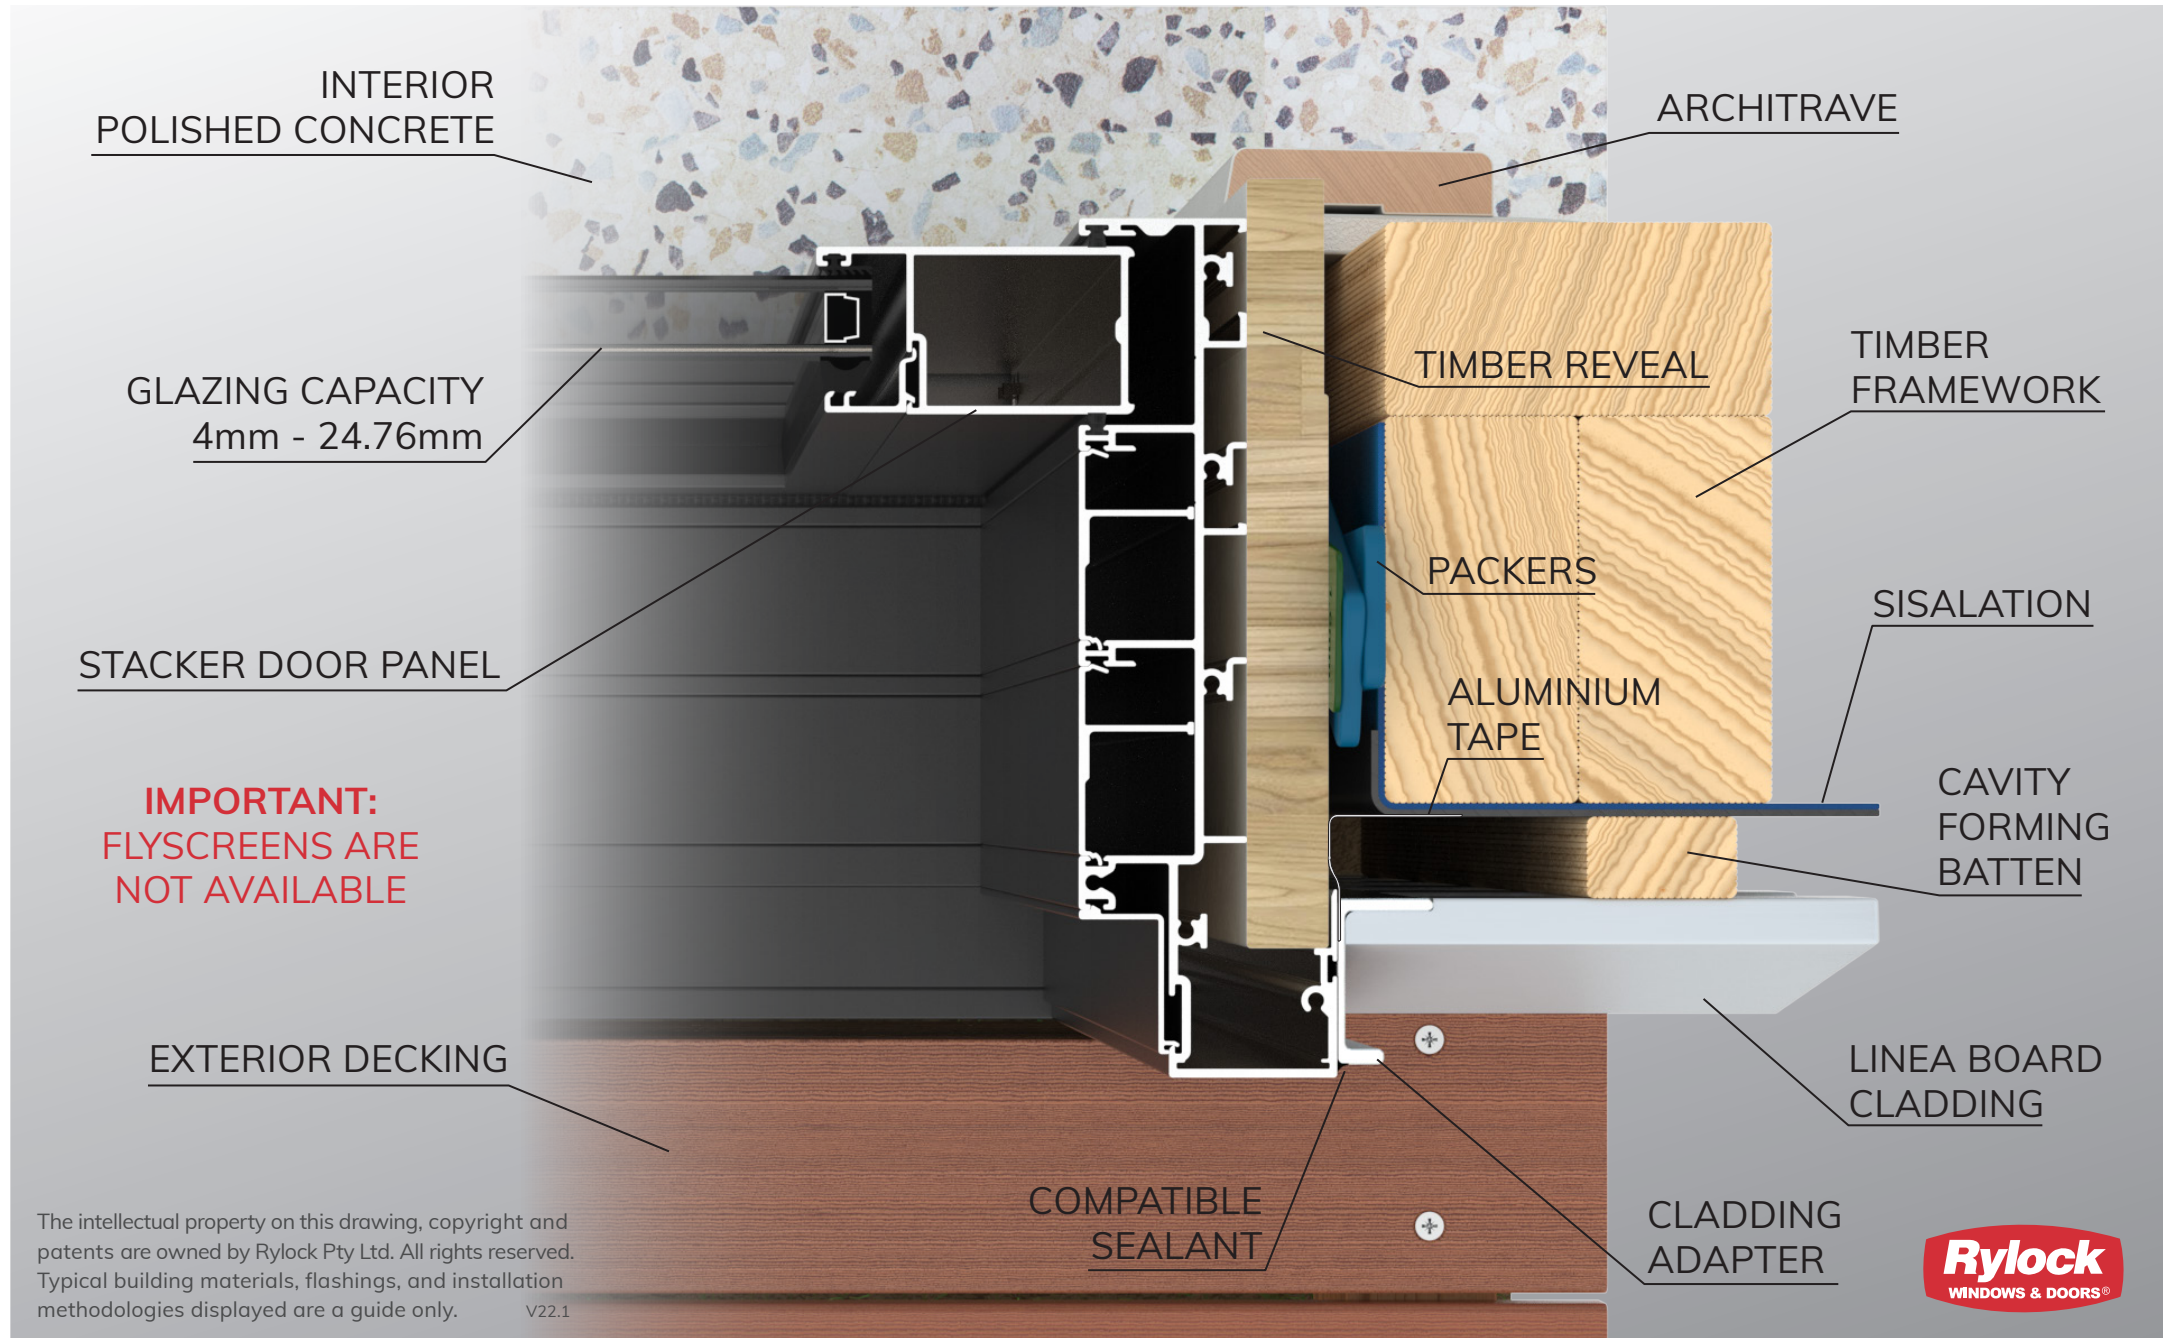 INTERIOR
POLISHED CONCRETE
ARCHITRAVE
TIMBER REVEAL
TIMBER
FRAMEWORK
GLAZING CAPACITY
4mm - 24.76mm
PACKERS
SISALATION
STACKER DOOR PANEL
ALUMINIUM
TAPE
CAVITY
FORMING
BATTEN
IMPORTANT:
FLYSCREENS ARE
NOT AVAILABLE
EXTERIOR DECKING
LINEA BOARD
CLADDING
COMPATIBLE
SEALANT
CLADDING
ADAPTER
The intellectual property on this drawing, copyright and
patents are owned by Rylock Pty Ltd. All rights reserved.
Typical building materials, flashings, and installation
methodologies displayed are a guide only. V22.1
Rylock
WINDOWS & DOORS®